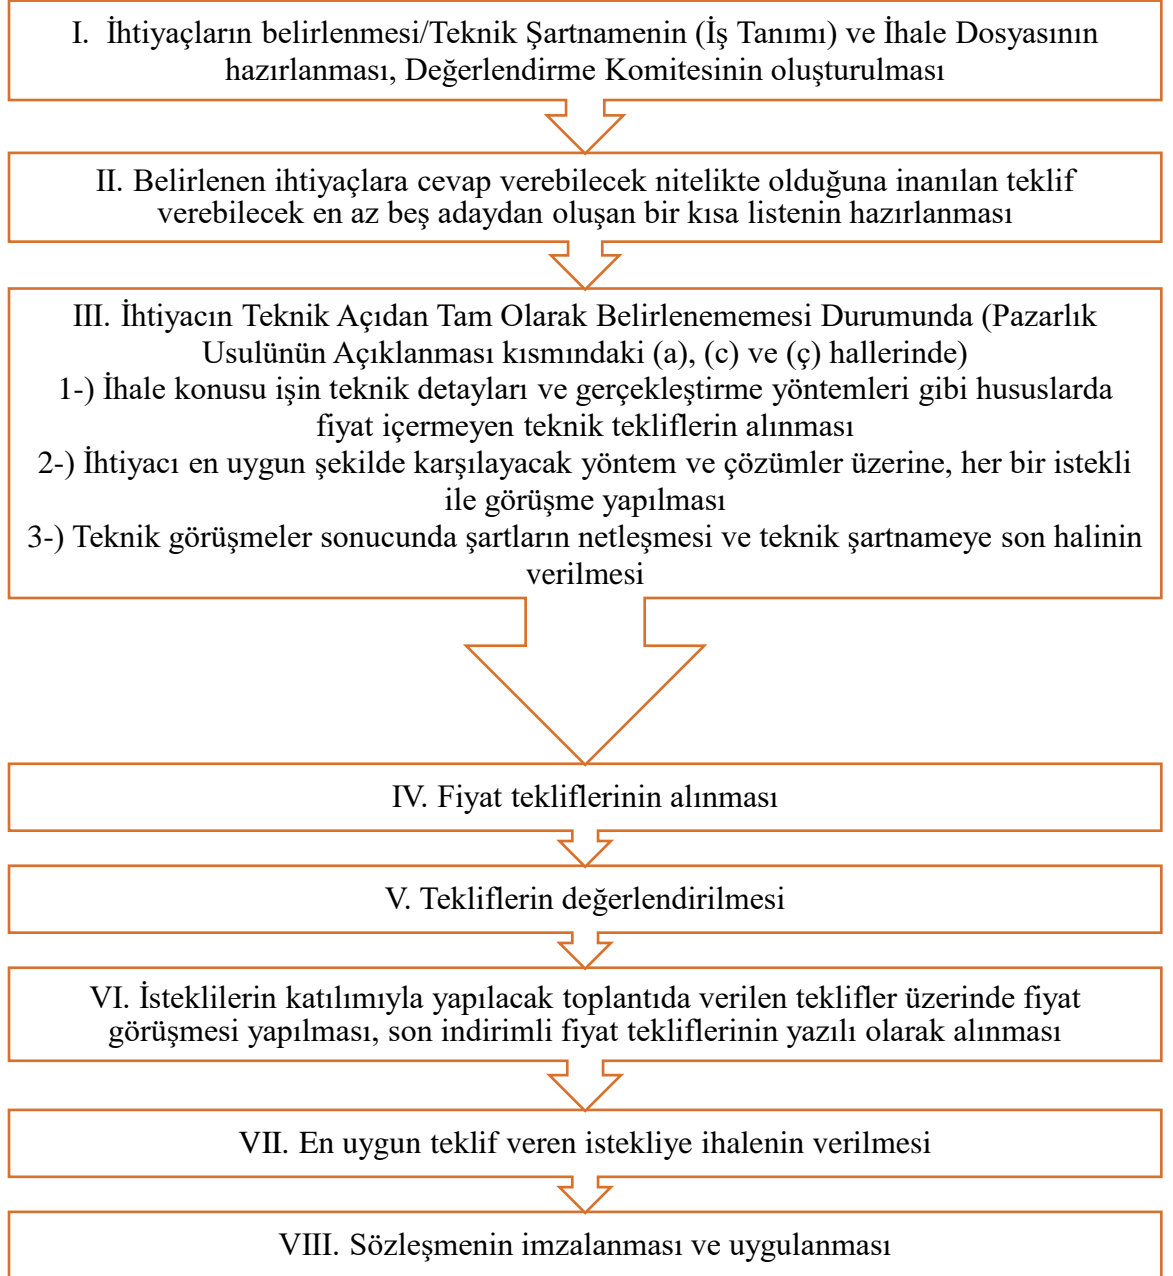 I. İhtiyaçların belirlenmesi/Teknik Şartnamenin (İş Tanımı) ve İhale Dosyasının
hazırlanması, Değerlendirme Komitesinin oluşturulması
II. Belirlenen ihtiyaçlara cevap verebilecek nitelikte olduğuna inanılan teklif
verebilecek en az beş adaydan oluşan bir kısa listenin hazırlanması
III. İhtiyacın Teknik Açıdan Tam Olarak Belirlenememesi Durumunda (Pazarlık
Usulünün Açıklanması kısmındaki (a), (c) ve (ç) hallerinde)
1-) İhale konusu işin teknik detayları ve gerçekleştirme yöntemleri gibi hususlarda
fiyat içermeyen teknik tekliflerin alınması
2-) İhtiyacı en uygun şekilde karşılayacak yöntem ve çözümler üzerine, her bir istekli
ile görüşme yapılması
3-) Teknik görüşmeler sonucunda şartların netleşmesi ve teknik şartnameye son halinin
verilmesi
IV. Fiyat tekliflerinin alınması
V. Tekliflerin değerlendirilmesi
VI. İsteklilerin katılımıyla yapılacak toplantıda verilen teklifler üzerinde fiyat
görüşmesi yapılması, son indirimli fiyat tekliflerinin yazılı olarak alınması
VII. En uygun teklif veren istekliye ihalenin verilmesi
VIII. Sözleşmenin imzalanması ve uygulanması